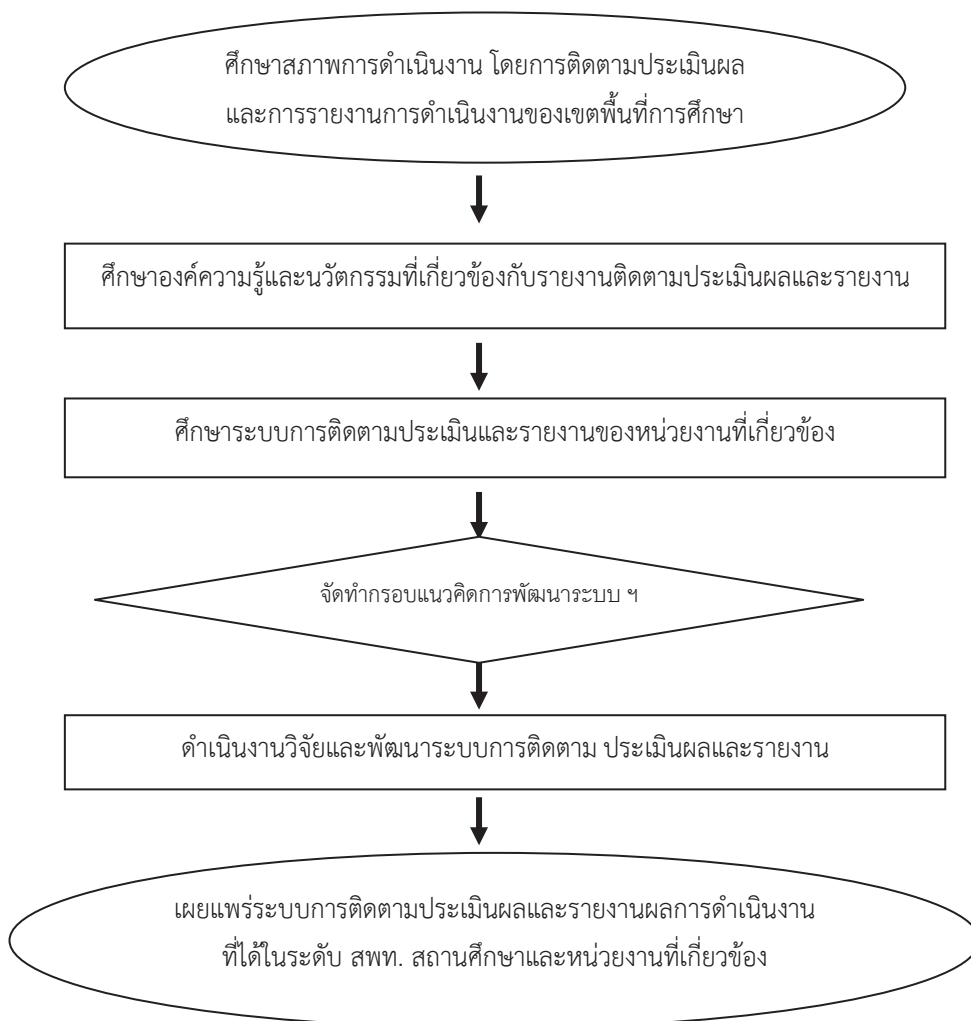 ศึกษาสภาพการดำเนินงาน โดยการติดตามประเมินผล
และการรายงานการดำเนินงานของเขตพื้นที่การศึกษา
ศึกษาองค์ความรู้และนวัตกรรมที่เกี่ยวข้องกับรายงานติดตามประเมินผลและรายงาน
ศึกษาระบบการติดตามประเมินและรายงานของหน่วยงานที่เกี่ยวข้อง
จัดทำกรอบแนวคิดการพัฒนาระบบ ฯ
ดำเนินงานวิจัยและพัฒนาระบบการติดตาม ประเมินผลและรายงาน
เผยแพร่ระบบการติดตามประเมินผลและรายงานผลการดำเนินงาน
ที่ได้ในระดับ สพท. สถานศึกษาและหน่วยงานที่เกี่ยวข้อง